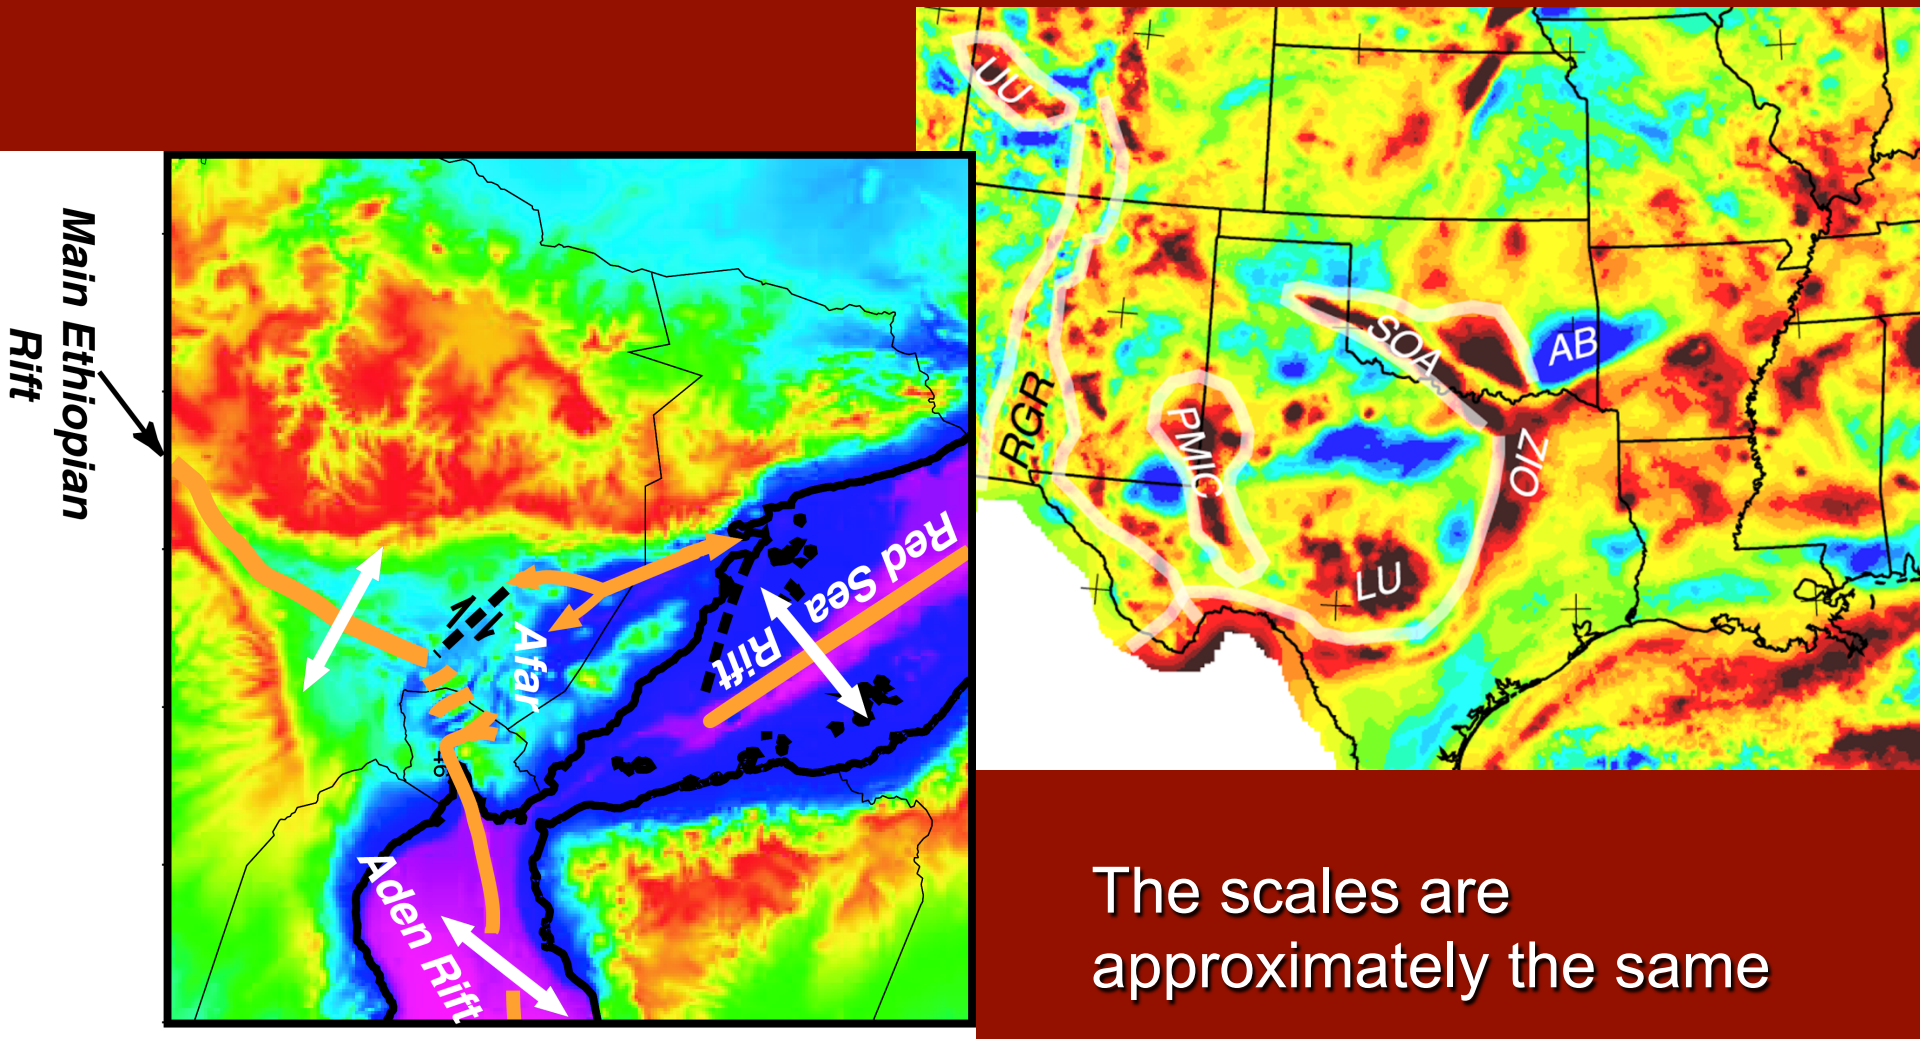 UU
SOA
AB
RGR
PMIC
OIZ
LU
Main Ethiopian
Rift
Red Sea
Rift
Afar
46
Aden Rift
The scales are
approximately the same